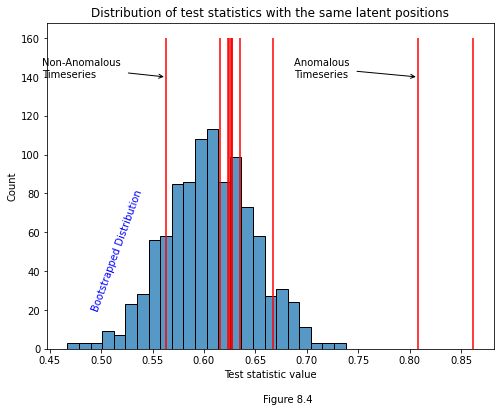 Distribution of test statistics with the same latent positions
160
140
120
100
80
60
40
20
0
Count
Non-Anomalous
Timeseries
Anomalous
Timeseries
Bootstrapped Distribution
0.45 0.50 0.55 0.60 0.65 0.70 0.75 0.80 0.85
Test statistic value
Figure 8.4